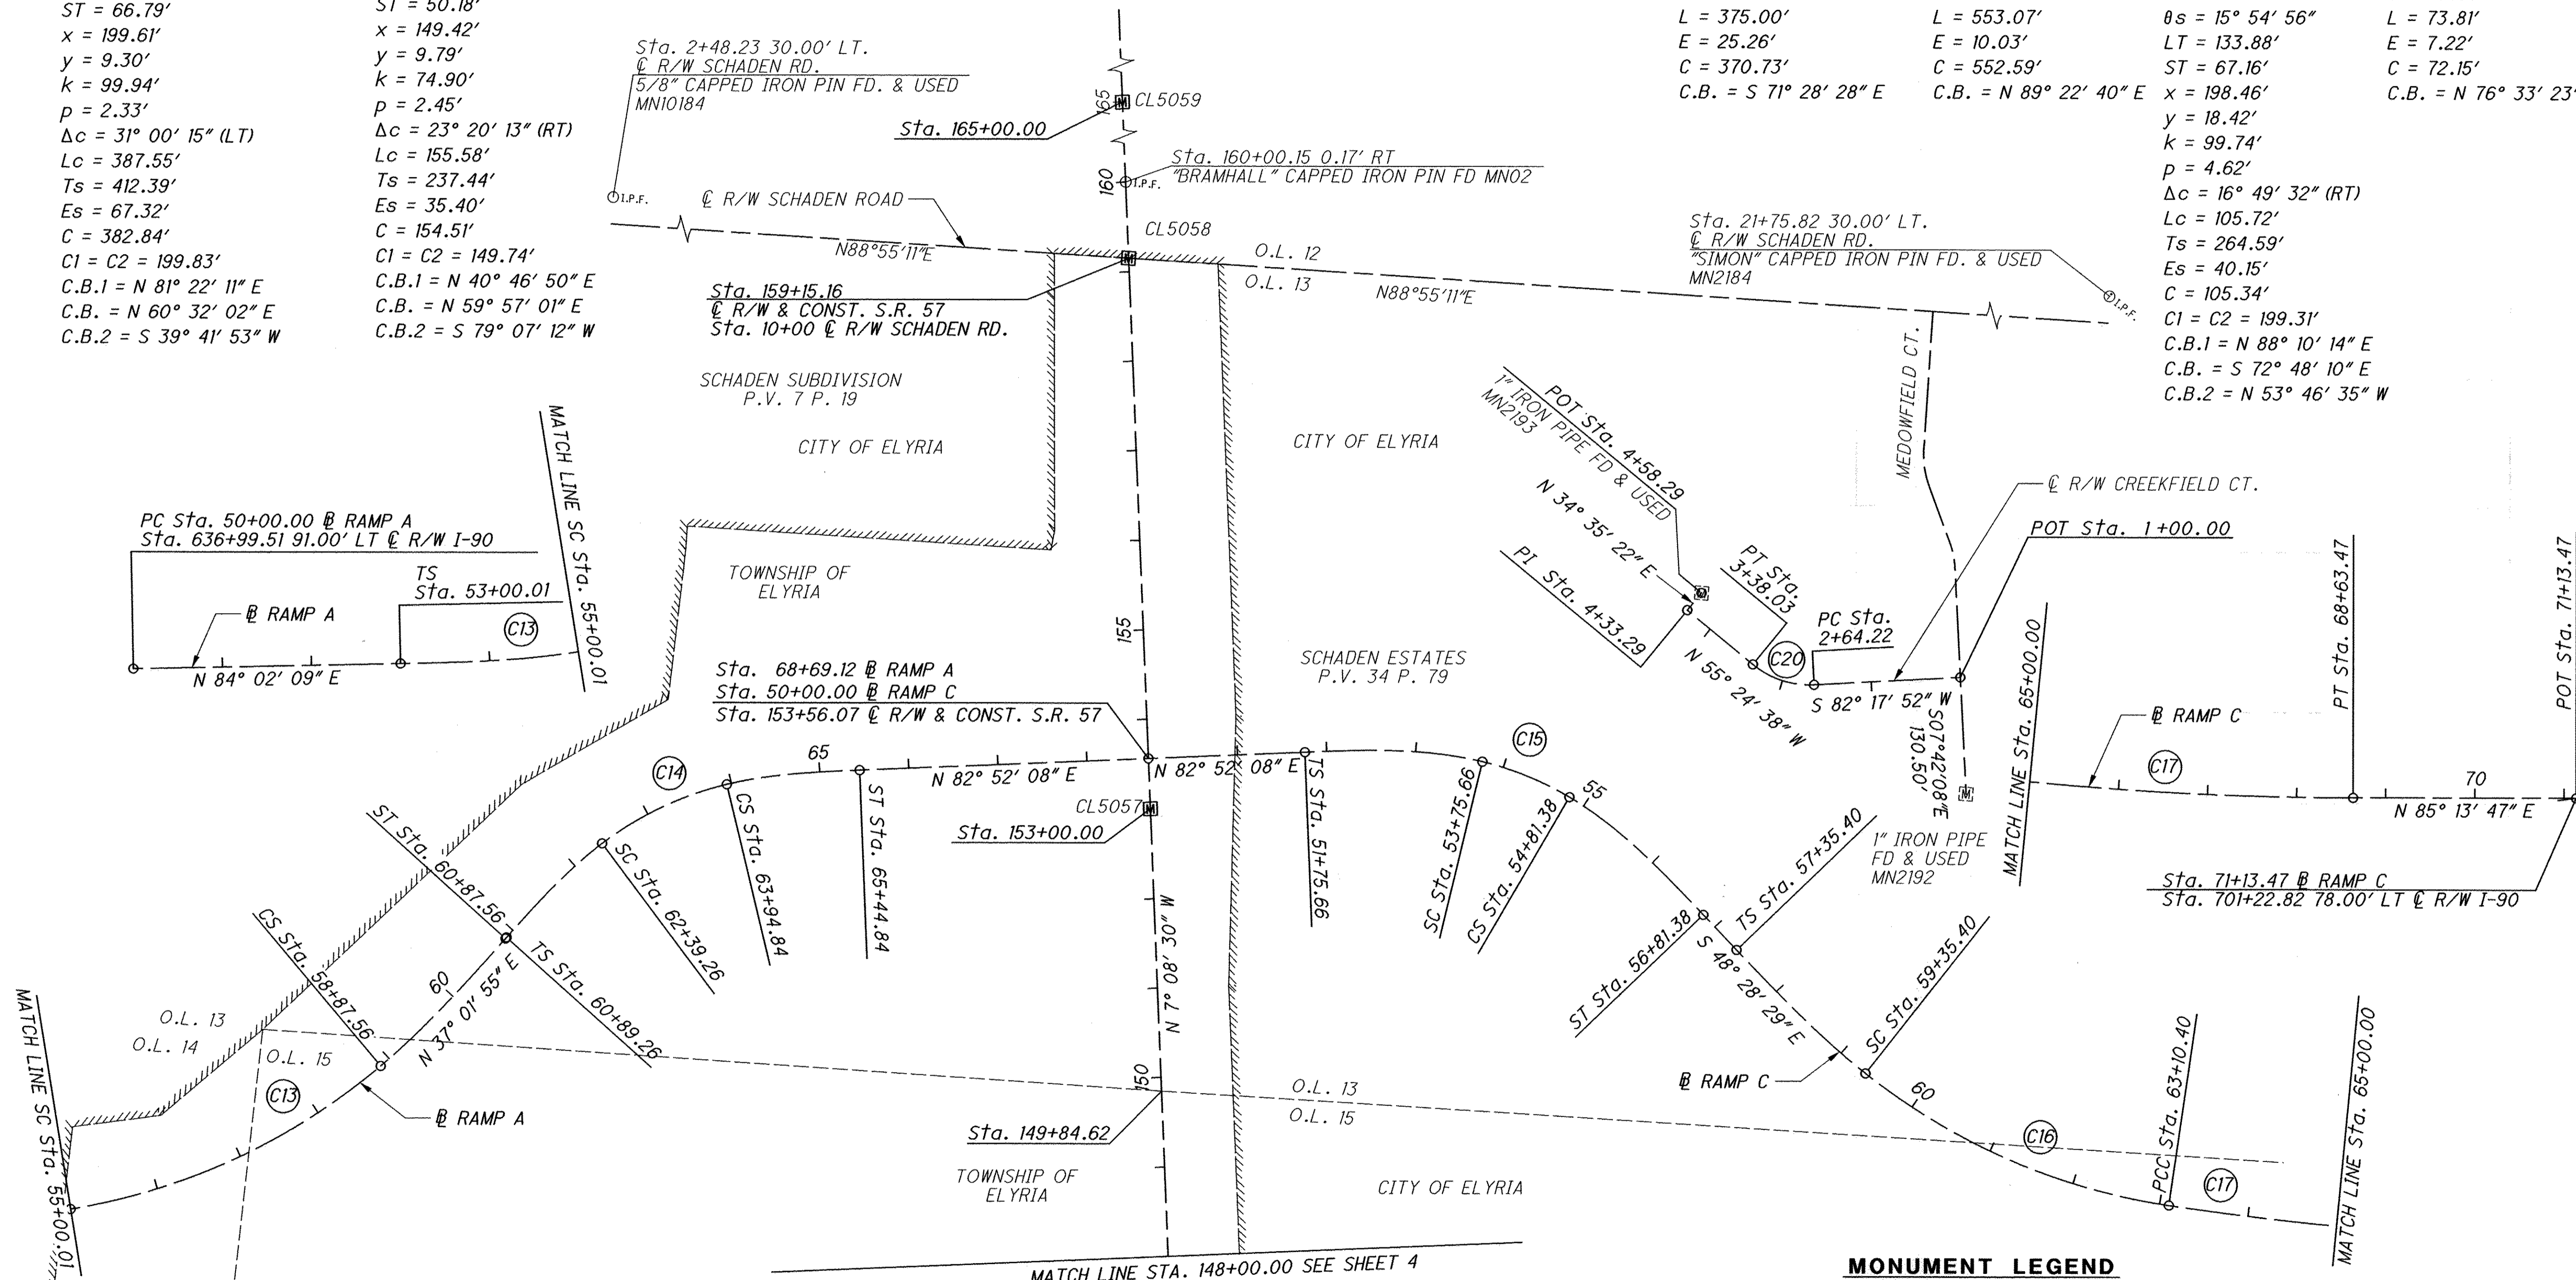 ST = 66.79'
x = 199.61'
y = 9.30'
k = 99.94'
p = 2.33'
Δc = 31° 00' 15" (LT)
Lc = 387.55'
Ts = 412.39'
Es = 67.32'
C = 382.84'
C1 = C2 = 199.83'
C.B.1 = N 81° 22' 11" E
C.B. = N 60° 32' 02" E
C.B.2 = S 39° 41' 53" W
ST = 50.18'
x = 149.42'
y = 9.79'
k = 74.90'
p = 2.45'
Δc = 23° 20' 13" (RT)
Lc = 155.58'
Ts = 237.44'
Es = 35.40'
C = 154.51'
C1 = C2 = 149.74'
C.B.1 = N 40° 46' 50" E
C.B. = N 59° 57' 01" E
C.B.2 = S 79° 07' 12" W
Sta. 2+48.23 30.00' LT.
℄ R/W SCHADEN RD.
5/8" CAPPED IRON PIN FD. & USED
MN10184
I.P.F.
165
M
CL5059
Sta. 165+00.00
160
Sta. 160+00.15 0.17' RT
"BRAMHALL" CAPPED IRON PIN FD MN02
I.P.F.
℄ R/W SCHADEN ROAD
N88°55'11"E
CL5058
M
Sta. 159+15.16
℄ R/W & CONST. S.R. 57
Sta. 10+00 ℄ R/W SCHADEN RD.
O.L. 12
O.L. 13
N88°55'11"E
L = 375.00'
E = 25.26'
C = 370.73'
C.B. = S 71° 28' 28" E
L = 553.07'
E = 10.03'
C = 552.59'
C.B. = N 89° 22' 40" E
θs = 15° 54' 56"
LT = 133.88'
ST = 67.16'
x = 198.46'
y = 18.42'
k = 99.74'
p = 4.62'
Δc = 16° 49' 32" (RT)
Lc = 105.72'
Ts = 264.59'
Es = 40.15'
C = 105.34'
C1 = C2 = 199.31'
C.B.1 = N 88° 10' 14" E
C.B. = S 72° 48' 10" E
C.B.2 = N 53° 46' 35" W
L = 73.81'
E = 7.22'
C = 72.15'
C.B. = N 76° 33' 23"
Sta. 21+75.82 30.00' LT.
℄ R/W SCHADEN RD.
"SIMON" CAPPED IRON PIN FD. & USED
MN2184
I.P.F.
SCHADEN SUBDIVISION
P.V. 7 P. 19
CITY OF ELYRIA
CITY OF ELYRIA
MEDOWFIELD CT.
MATCH LINE SC Sta. 55+00.01
PC Sta. 50+00.00 ⅊ RAMP A
Sta. 636+99.51 91.00' LT ℄ R/W I-90
TS
Sta. 53+00.01
⅊ RAMP A
C13
N 84° 02' 09" E
TOWNSHIP OF
ELYRIA
155
POT Sta. 4+58.29
1" IRON PIPE FD & USED
MN2193
N 34° 35' 22" E
M
PI Sta. 4+33.29
PT Sta.
3+38.03
C20
PC Sta.
2+64.22
N 55° 24' 38" W
S 82° 17' 52" W
℄ R/W CREEKFIELD CT.
POT Sta. 1+00.00
S07°42'08"E
130.50'
M
1" IRON PIPE
FD & USED
MN2192
SCHADEN ESTATES
P.V. 34 P. 79
Sta. 68+69.12 ⅊ RAMP A
Sta. 50+00.00 ⅊ RAMP C
Sta. 153+56.07 ℄ R/W & CONST. S.R. 57
MATCH LINE Sta. 65+00.00
⅊ RAMP C
C17
PT Sta. 68+63.47
POT Sta. 71+13.47
70
N 85° 13' 47" E
Sta. 71+13.47 ⅊ RAMP C
Sta. 701+22.82 78.00' LT ℄ R/W I-90
C14
65
N 82° 52' 08" E
N 82° 52' 08" E
CL5057
M
Sta. 153+00.00
ST Sta. 60+87.56
SC Sta. 62+39.26
CS Sta. 63+94.84
ST Sta. 65+44.84
TS Sta. 51+75.66
SC Sta. 53+75.66
C15
CS Sta. 54+81.38
55
ST Sta. 56+81.38
TS Sta. 57+35.40
S 48° 28' 29" E
SC Sta. 59+35.40
CS Sta. 58+87.56
60
N 37° 01' 55" E
TS Sta. 60+89.26
N 7° 08' 30" W
O.L. 13
O.L. 14
O.L. 15
C13
⅊ RAMP A
MATCH LINE SC Sta. 55+00.01
150
O.L. 13
O.L. 15
Sta. 149+84.62
TOWNSHIP OF
ELYRIA
CITY OF ELYRIA
⅊ RAMP C
60
C16
PCC Sta. 63+10.40
C17
MATCH LINE Sta. 65+00.00
MATCH LINE STA. 148+00.00 SEE SHEET 4
MONUMENT LEGEND